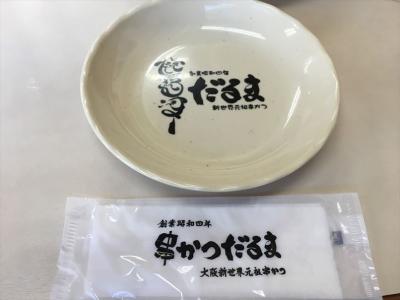 創業昭和四年
だるま
新世界元祖串かつ
創業昭和四年
串かつだるま
大阪新世界元祖串かつ